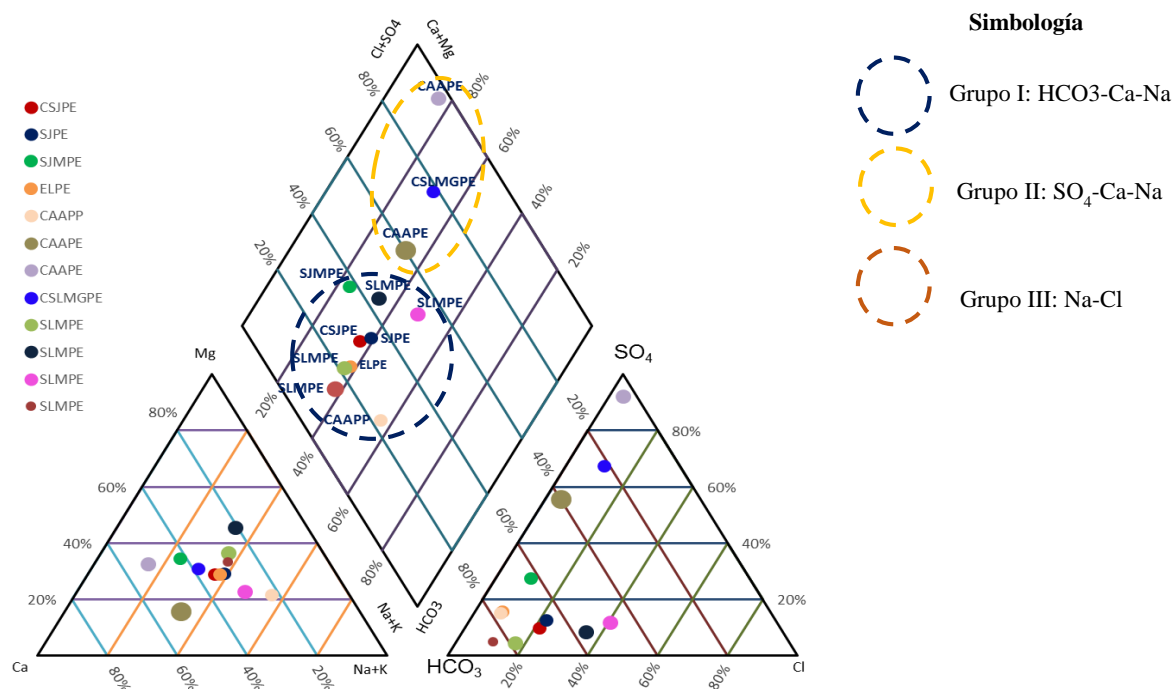 Simbología
Grupo I: HCO3-Ca-Na
Grupo II: SO4-Ca-Na
Grupo III: Na-Cl
CSJPE
SJPE
SJMPE
ELPE
CAAPP
CAAPE
CAAPE
CSLMGPE
SLMPE
SLMPE
SLMPE
SLMPE
Cl+SO4
Ca+Mg
80%
80%
60%
60%
40%
40%
20%
20%
CAAPE
CSLMGPE
CAAPE
SJMPE
SLMPE
SLMPE
CSJPE
SJPE
SLMPE
ELPE
SLMPE
CAAPP
20%
20%
40%
40%
60%
60%
80%
80%
Na+K
HCO3
Mg
80%
60%
40%
20%
Ca
Na+K
80%
60%
40%
20%
SO4
80%
60%
40%
20%
HCO3
Cl
20%
40%
60%
80%